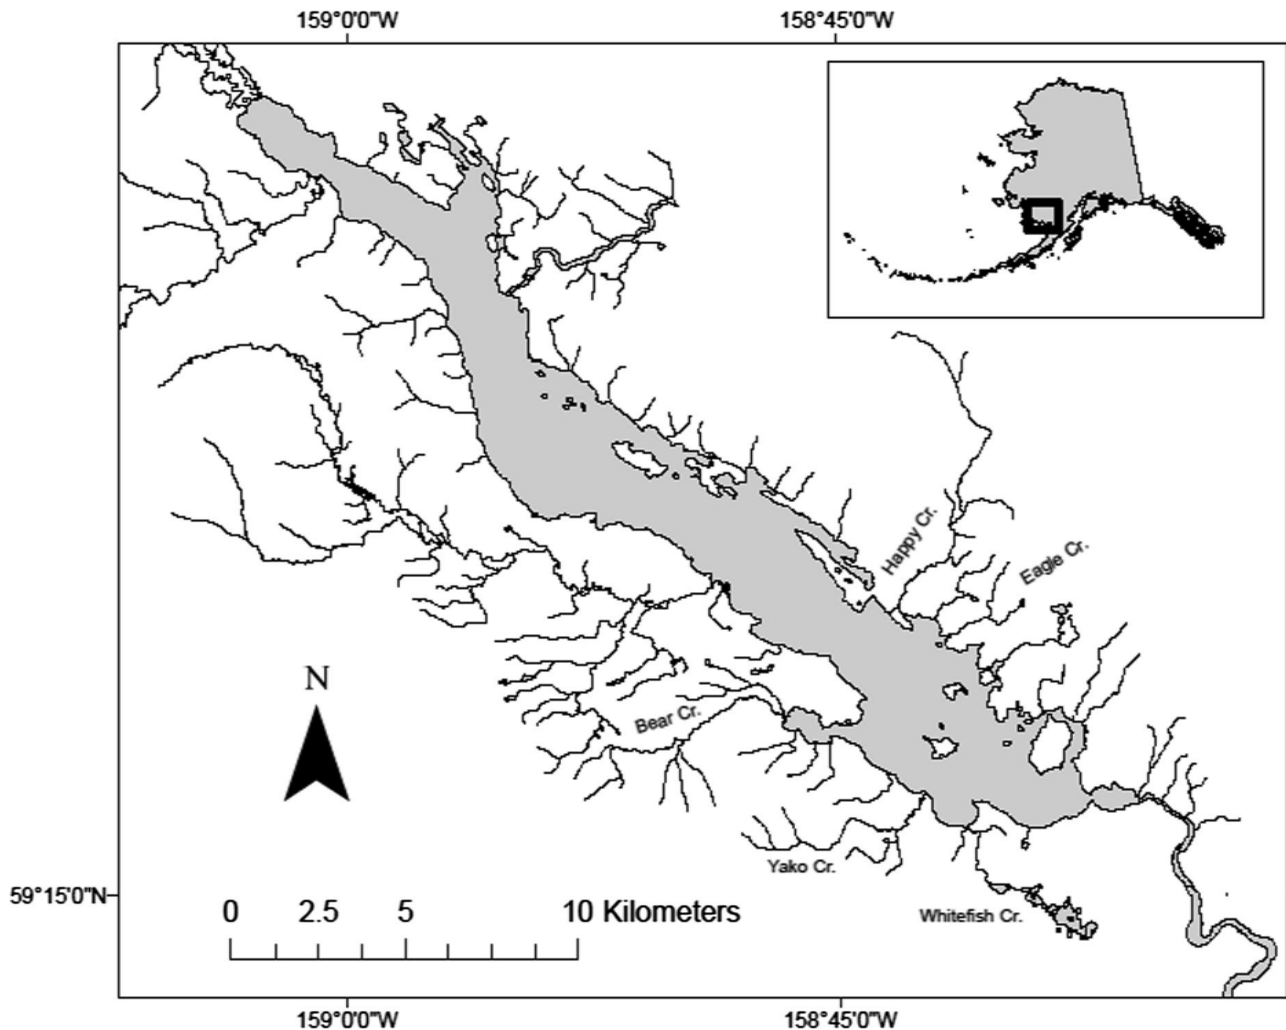 159°0'0"W
158°45'0"W
Happy Cr.
Eagle Cr.
N
Bear Cr.
Yako Cr.
59°15'0"N
0 2.5 5 10 Kilometers
Whitefish Cr.
159°0'0"W
158°45'0"W